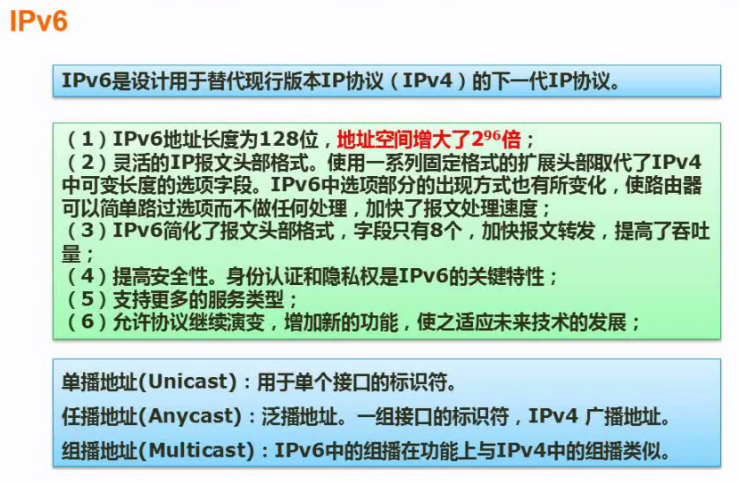 IPv6
IPv6是设计用于替代现行版本IP协议（IPv4）的下一代IP协议。
（1）IPv6地址长度为128位，地址空间增大了2⁹⁶倍；
（2）灵活的IP报文头部格式。使用一系列固定格式的扩展头部取代了IPv4
中可变长度的选项字段。IPv6中选项部分的出现方式也有所变化，使路由器
可以简单路过选项而不做任何处理，加快了报文处理速度；
（3）IPv6简化了报文头部格式，字段只有8个，加快报文转发，提高了吞吐
量；
（4）提高安全性。身份认证和隐私权是IPv6的关键特性；
（5）支持更多的服务类型；
（6）允许协议继续演变，增加新的功能，使之适应未来技术的发展；
单播地址(Unicast)：用于单个接口的标识符。
任播地址(Anycast)：泛播地址。一组接口的标识符，IPv4 广播地址。
组播地址(Multicast)：IPv6中的组播在功能上与IPv4中的组播类似。